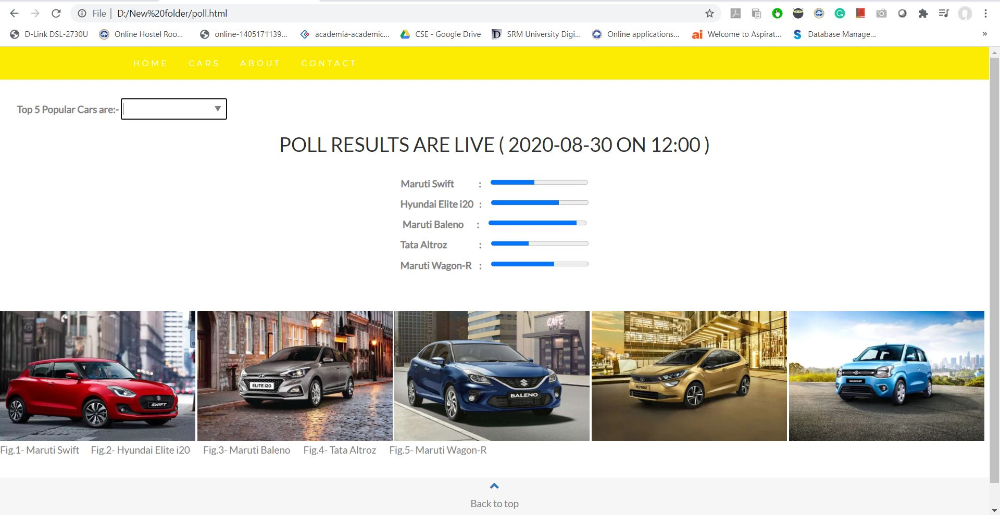 File | D:/New%20folder/poll.html
D-Link DSL-2730U Online Hostel Roo... online-1405171139... academia-academic... CSE - Google Drive SRM University Digi... Online applications... Welcome to Aspirat... Database Manage... »
HOME CARS ABOUT CONTACT
Top 5 Popular Cars are:-
POLL RESULTS ARE LIVE ( 2020-08-30 ON 12:00 )
Maruti Swift :
Hyundai Elite i20 :
Maruti Baleno :
Tata Altroz :
Maruti Wagon-R :
CAFE
SWIFT
ELITE i20
BALENO
ALTROZ
WAGONR
Fig.1- Maruti Swift Fig.2- Hyundai Elite i20 Fig.3- Maruti Baleno Fig.4- Tata Altroz Fig.5- Maruti Wagon-R
Back to top